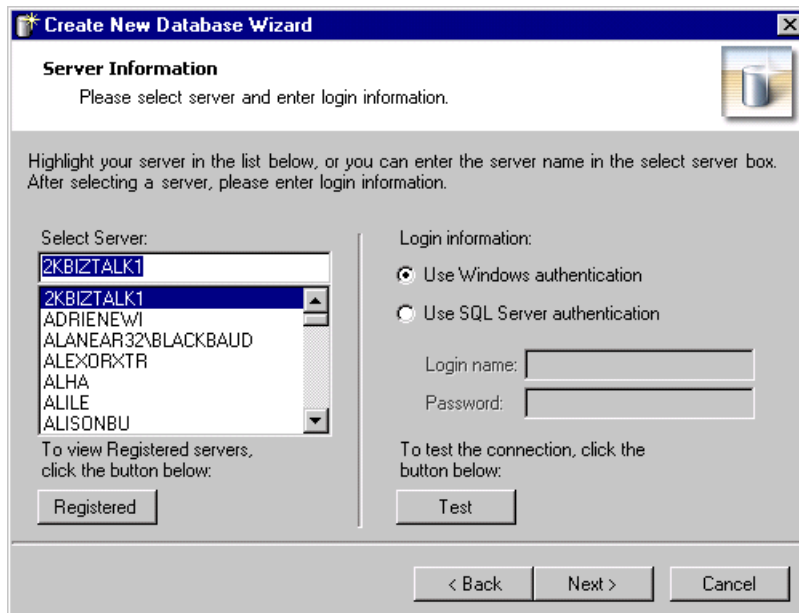 Create New Database Wizard
Server Information
Please select server and enter login information.
Highlight your server in the list below, or you can enter the server name in the select server box.
After selecting a server, please enter login information.
Select Server:
2KBIZTALK1
2KBIZTALK1
ADRIENEWI
ALANEAR32\BLACKBAUD
ALEXORXTR
ALHA
ALILE
ALISONBU
To view Registered servers,
click the button below:
Registered
Login information:
Use Windows authentication
Use SQL Server authentication
Login name:
Password:
To test the connection, click the
button below:
Test
< Back
Next >
Cancel